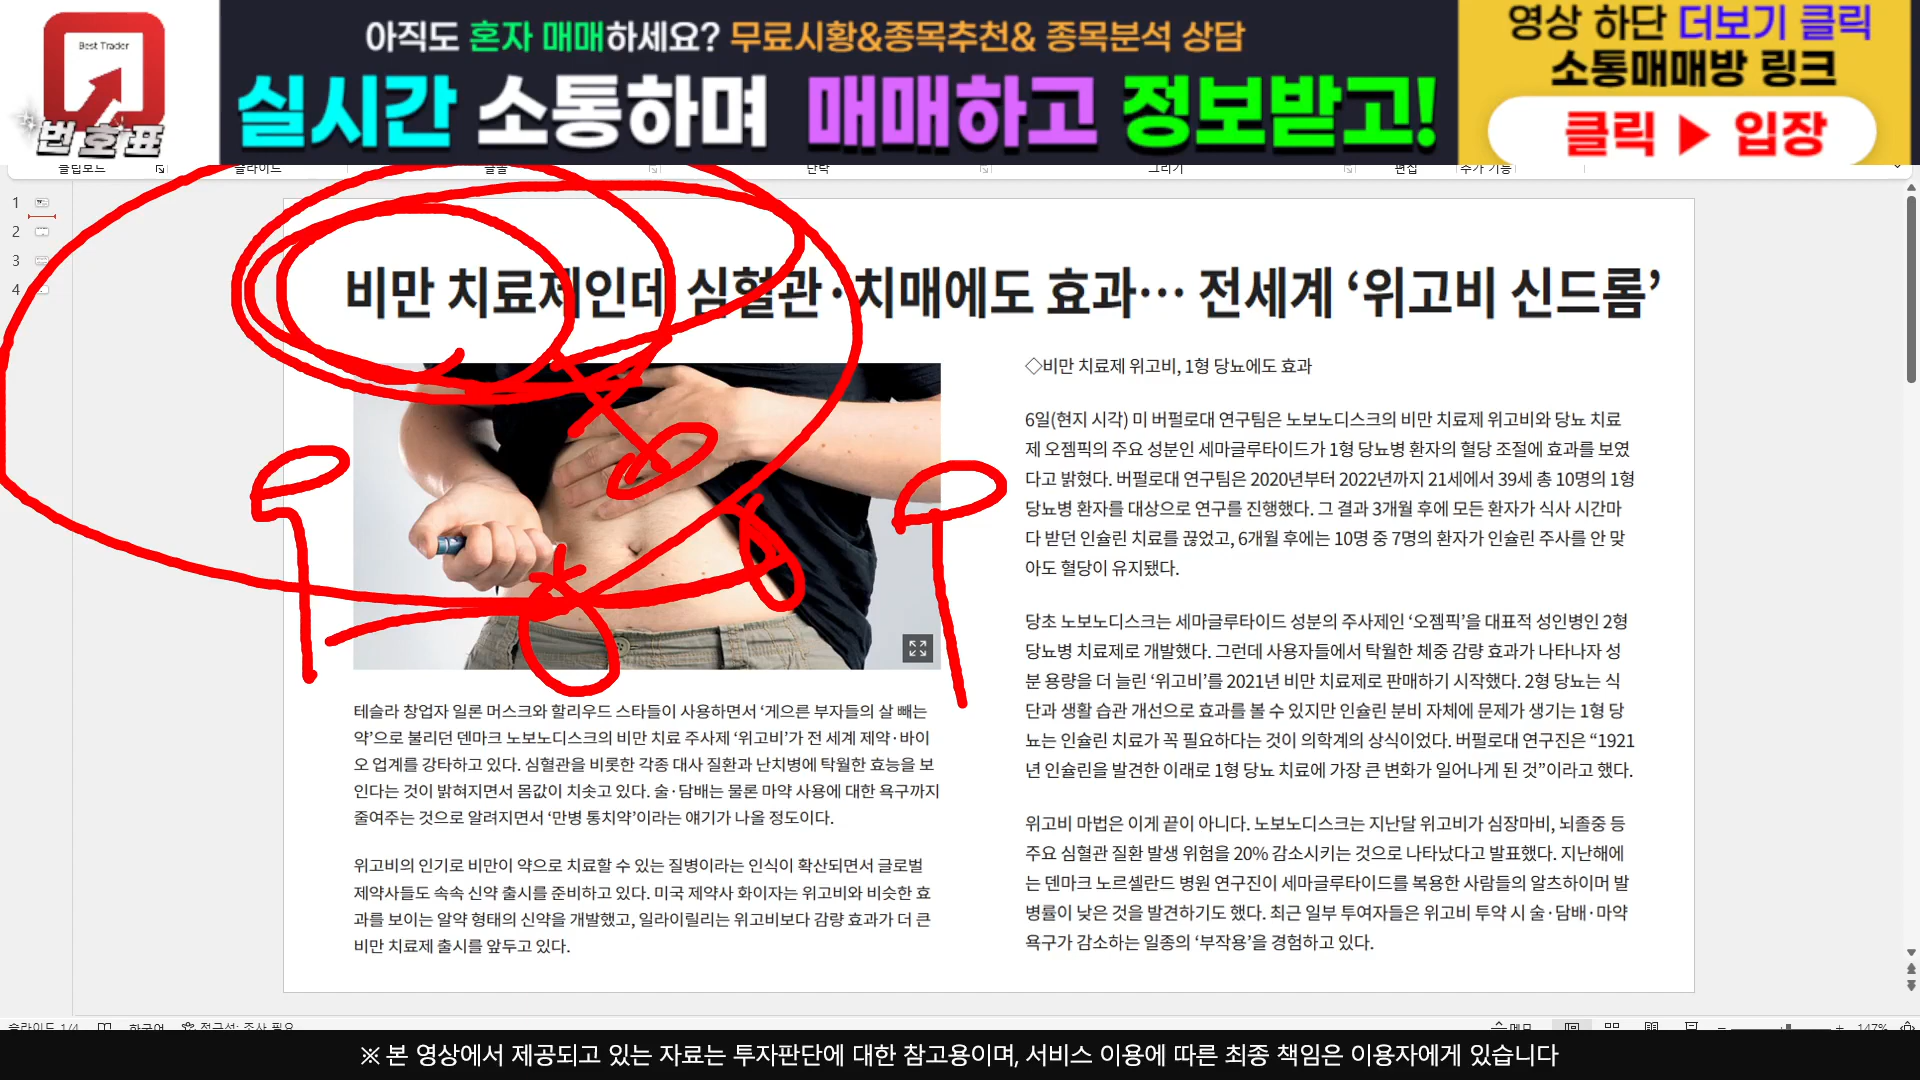 Best Trader
번호표
아직도 혼자 매매하세요? 무료시황&종목추천& 종목분석 상담
실시간 소통하며 매매하고 정보받고!
영상 하단 더보기 클릭
소통매매방 링크
클릭 ▶ 입장
클립보드
슬라이드
글꼴
단락
그리기
편집
추가 기능
1
2
3
4
비만 치료제인데 심혈관·치매에도 효과… 전세계 ‘위고비 신드롬’
테슬라 창업자 일론 머스크와 할리우드 스타들이 사용하면서 ‘게으른 부자들의 살 빼는
약’으로 불리던 덴마크 노보노디스크의 비만 치료 주사제 ‘위고비’가 전 세계 제약·바이
오 업계를 강타하고 있다. 심혈관을 비롯한 각종 대사 질환과 난치병에 탁월한 효능을 보
인다는 것이 밝혀지면서 몸값이 치솟고 있다. 술·담배는 물론 마약 사용에 대한 욕구까지
줄여주는 것으로 알려지면서 ‘만병 통치약’이라는 얘기가 나올 정도이다.
위고비의 인기로 비만이 약으로 치료할 수 있는 질병이라는 인식이 확산되면서 글로벌
제약사들도 속속 신약 출시를 준비하고 있다. 미국 제약사 화이자는 위고비와 비슷한 효
과를 보이는 알약 형태의 신약을 개발했고, 일라이릴리는 위고비보다 감량 효과가 더 큰
비만 치료제 출시를 앞두고 있다.
◇비만 치료제 위고비, 1형 당뇨에도 효과
6일(현지 시각) 미 버펄로대 연구팀은 노보노디스크의 비만 치료제 위고비와 당뇨 치료
제 오젬픽의 주요 성분인 세마글루타이드가 1형 당뇨병 환자의 혈당 조절에 효과를 보였
다고 밝혔다. 버펄로대 연구팀은 2020년부터 2022년까지 21세에서 39세 총 10명의 1형
당뇨병 환자를 대상으로 연구를 진행했다. 그 결과 3개월 후에 모든 환자가 식사 시간마
다 받던 인슐린 치료를 끊었고, 6개월 후에는 10명 중 7명의 환자가 인슐린 주사를 안 맞
아도 혈당이 유지됐다.
당초 노보노디스크는 세마글루타이드 성분의 주사제인 ‘오젬픽’을 대표적 성인병인 2형
당뇨병 치료제로 개발했다. 그런데 사용자들에서 탁월한 체중 감량 효과가 나타나자 성
분 용량을 더 늘린 ‘위고비’를 2021년 비만 치료제로 판매하기 시작했다. 2형 당뇨는 식
단과 생활 습관 개선으로 효과를 볼 수 있지만 인슐린 분비 자체에 문제가 생기는 1형 당
뇨는 인슐린 치료가 꼭 필요하다는 것이 의학계의 상식이었다. 버펄로대 연구진은 “1921
년 인슐린을 발견한 이래로 1형 당뇨 치료에 가장 큰 변화가 일어나게 된 것”이라고 했다.
위고비 마법은 이게 끝이 아니다. 노보노디스크는 지난달 위고비가 심장마비, 뇌졸중 등
주요 심혈관 질환 발생 위험을 20% 감소시키는 것으로 나타났다고 발표했다. 지난해에
는 덴마크 노르셸란드 병원 연구진이 세마글루타이드를 복용한 사람들의 알츠하이머 발
병률이 낮은 것을 발견하기도 했다. 최근 일부 투여자들은 위고비 투약 시 술·담배·마약
욕구가 감소하는 일종의 ‘부작용’을 경험하고 있다.
슬라이드 1/4 한국어 접근성: 조사 필요
메모 147%
※ 본 영상에서 제공되고 있는 자료는 투자판단에 대한 참고용이며, 서비스 이용에 따른 최종 책임은 이용자에게 있습니다